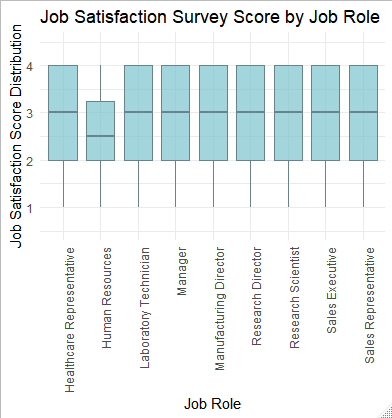 Job Satisfaction Survey Score by Job Role
Job Satisfaction Score Distribution
4
3
2
1
Healthcare Representative
Human Resources
Laboratory Technician
Manager
Manufacturing Director
Research Director
Research Scientist
Sales Executive
Sales Representative
Job Role